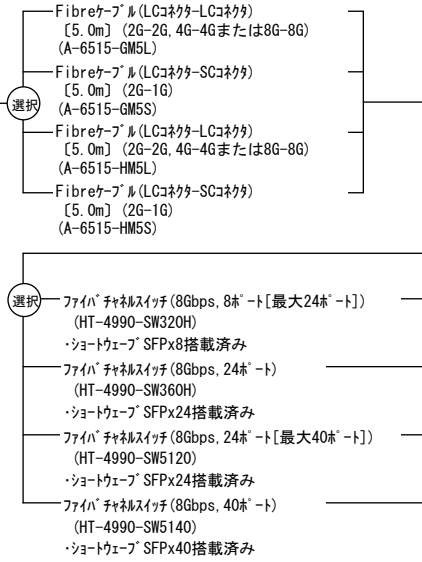 Fibreｹｰﾌﾞﾙ(LCｺﾈｸﾀ-LCｺﾈｸﾀ)
〔5.0m〕(2G-2G,4G-4Gまたは8G-8G)
(A-6515-GM5L)
Fibreｹｰﾌﾞﾙ(LCｺﾈｸﾀ-SCｺﾈｸﾀ)
〔5.0m〕(2G-1G)
(A-6515-GM5S)
選択
Fibreｹｰﾌﾞﾙ(LCｺﾈｸﾀ-LCｺﾈｸﾀ)
〔5.0m〕(2G-2G,4G-4Gまたは8G-8G)
(A-6515-HM5L)
Fibreｹｰﾌﾞﾙ(LCｺﾈｸﾀ-SCｺﾈｸﾀ)
〔5.0m〕(2G-1G)
(A-6515-HM5S)
選択
ﾌｧｲﾊﾞﾁｬﾈﾙｽｲｯﾁ(8Gbps,8ﾎﾟｰﾄ[最大24ﾎﾟｰﾄ])
(HT-4990-SW320H)
･ｼｮｰﾄｳｪｰﾌﾞSFPx8搭載済み
ﾌｧｲﾊﾞﾁｬﾈﾙｽｲｯﾁ(8Gbps,24ﾎﾟｰﾄ)
(HT-4990-SW360H)
･ｼｮｰﾄｳｪｰﾌﾞSFPx24搭載済み
ﾌｧｲﾊﾞﾁｬﾈﾙｽｲｯﾁ(8Gbps,24ﾎﾟｰﾄ[最大40ﾎﾟｰﾄ])
(HT-4990-SW5120)
･ｼｮｰﾄｳｪｰﾌﾞSFPx24搭載済み
ﾌｧｲﾊﾞﾁｬﾈﾙｽｲｯﾁ(8Gbps,40ﾎﾟｰﾄ)
(HT-4990-SW5140)
･ｼｮｰﾄｳｪｰﾌﾞSFPx40搭載済み